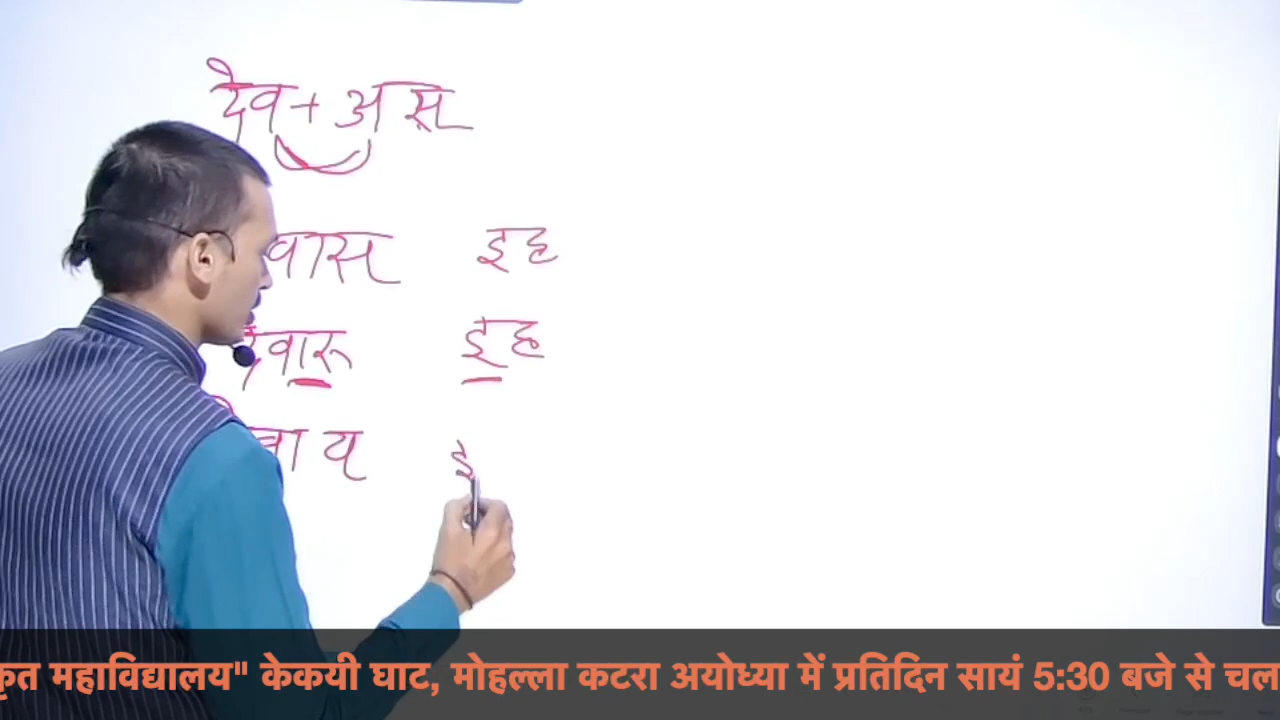 देव + अस्
वास् इह
देवारु इह
वाय् इ
कृत महाविद्यालय" केकयी घाट, मोहल्ला कटरा अयोध्या में प्रतिदिन सायं 5:30 बजे से चल